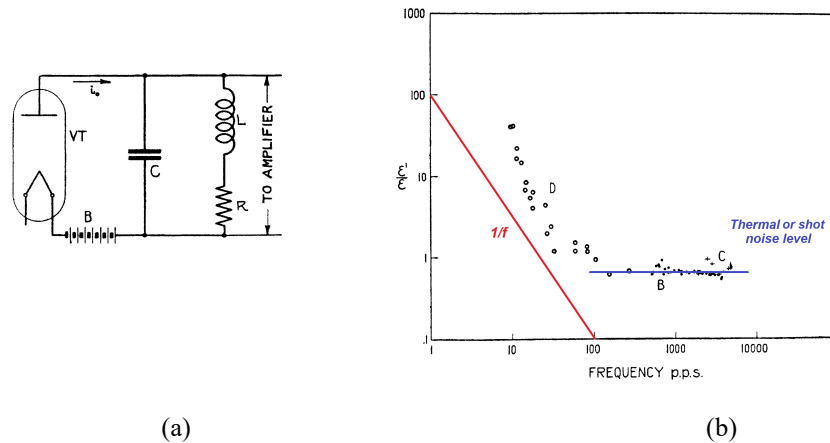 VT
i₀
B
C
L
R
TO AMPLIFIER
(a)
1000
100
10
1
.1
1
10
100
1000
10000
D
1/f
B
C
Thermal or shot
noise level
FREQUENCY p.p.s.
(b)